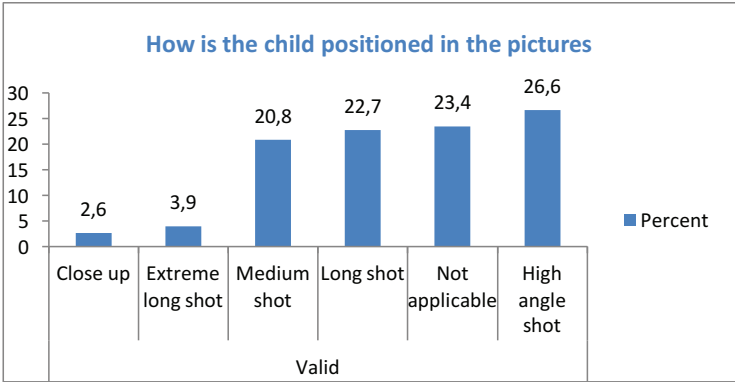 How is the child positioned in the pictures
30
25
20
15
10
5
0
2,6
3,9
20,8
22,7
23,4
26,6
Close up
Extreme
long shot
Medium
shot
Long shot
Not
applicable
High
angle
shot
Valid
Percent